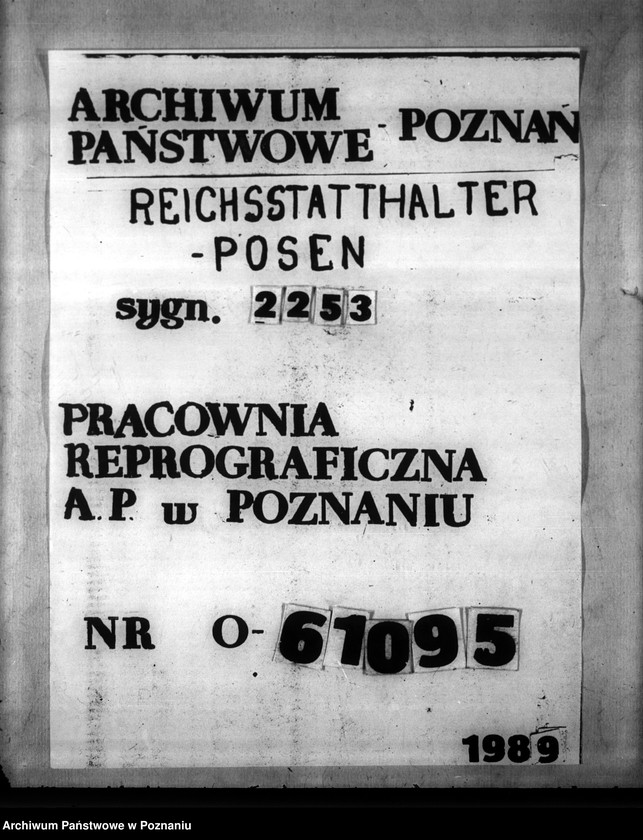 ARCHIWUM
PAŃSTWOWE - POZNAŃ
REICHSSTATTHALTER
-POSEN
sygn. 2253
PRACOWNIA
REPROGRAFICZNA
A.P. w POZNANIU
NR O-61095
1989
Archiwum Państwowe w Poznaniu